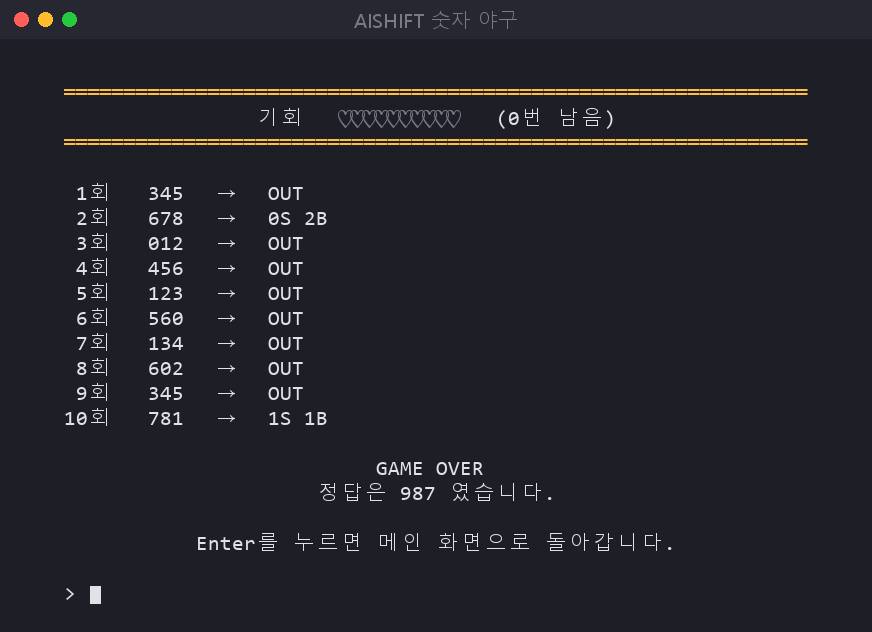 AISHIFT 숫자 야구
==============================================================
기회 ♡♡♡♡♡♡♡♡♡♡ (0번 남음)
==============================================================
1회 345 → OUT
2회 678 → 0S 2B
3회 012 → OUT
4회 456 → OUT
5회 123 → OUT
6회 560 → OUT
7회 134 → OUT
8회 602 → OUT
9회 345 → OUT
10회 781 → 1S 1B
GAME OVER
정답은 987 였습니다.
Enter를 누르면 메인 화면으로 돌아갑니다.
>